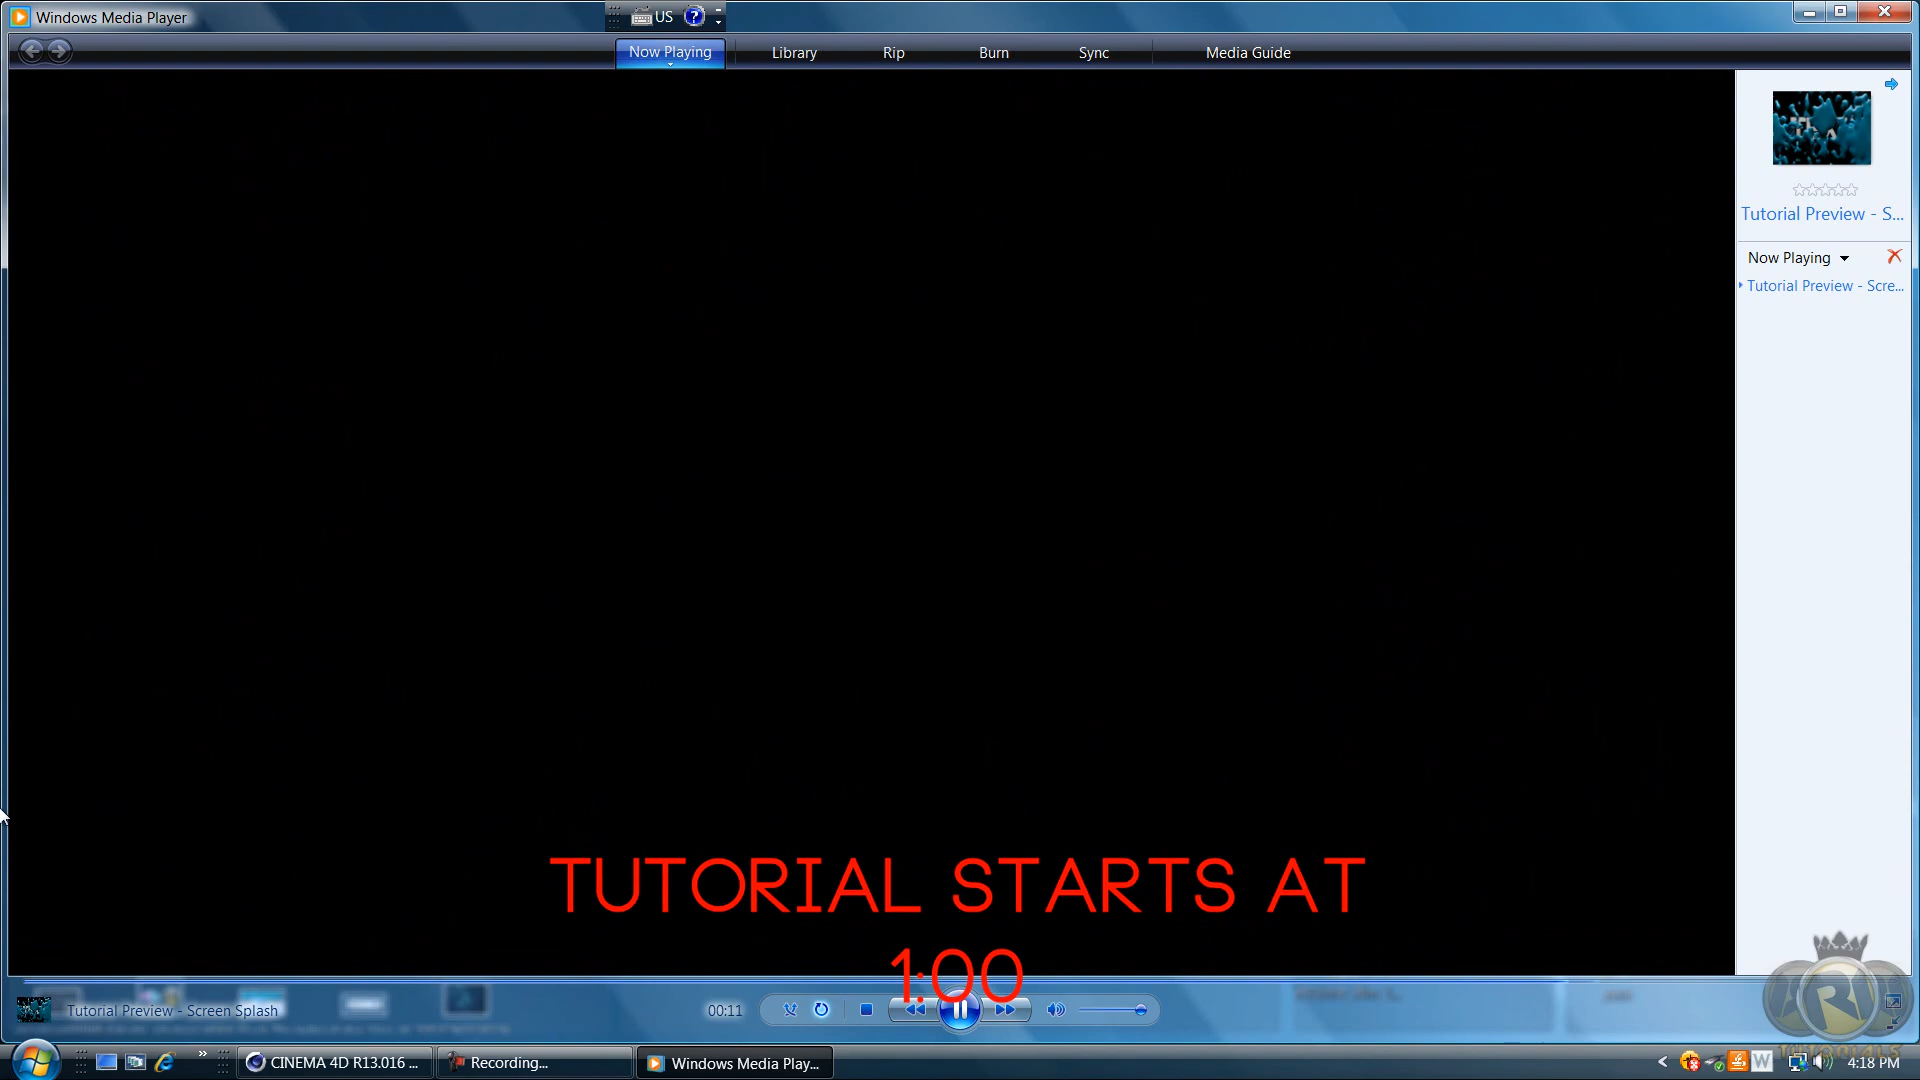 Windows Media Player
US
?
Now Playing
Library
Rip
Burn
Sync
Media Guide
Tutorial Preview - S...
Now Playing
Tutorial Preview - Scre...
TUTORIAL STARTS AT
1:00
Tutorial Preview - Screen Splash
00:11
TUTORIALS
CINEMA 4D R13.016 ...
Recording...
Windows Media Play...
W
4:18 PM